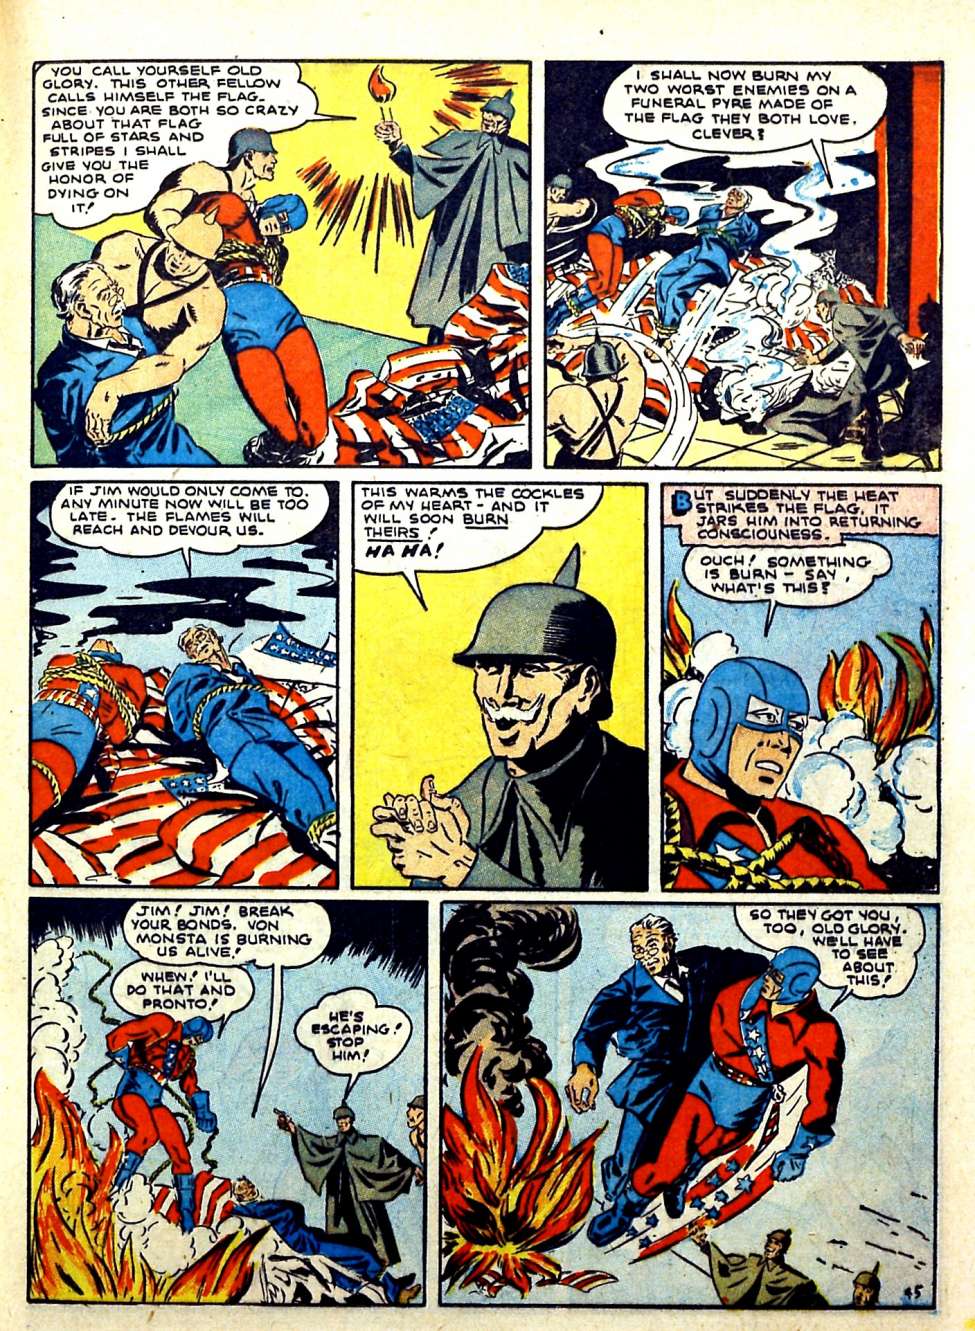 YOU CALL YOURSELF OLD
GLORY. THIS OTHER FELLOW
CALLS HIMSELF THE FLAG.
SINCE YOU ARE BOTH SO CRAZY
ABOUT THAT FLAG
FULL OF STARS AND
STRIPES I SHALL
GIVE YOU THE
HONOR OF
DYING ON
IT!
I SHALL NOW BURN MY
TWO WORST ENEMIES ON A
FUNERAL PYRE MADE OF
THE FLAG THEY BOTH LOVE.
CLEVER?
IF JIM WOULD ONLY COME TO.
ANY MINUTE NOW WILL BE TOO
LATE. THE FLAMES WILL
REACH AND DEVOUR US.
THIS WARMS THE COCKLES
OF MY HEART - AND IT
WILL SOON BURN
THEIRS!
HA HA!
BUT SUDDENLY THE HEAT
STRIKES THE FLAG, IT
JARS HIM INTO RETURNING
CONSCIOUNESS.
OUCH! SOMETHING
IS BURN - SAY,
WHAT'S THIS?
JIM! JIM! BREAK
YOUR BONDS. VON
MONSTA IS BURNING
US ALIVE!
WHEW! I'LL
DO THAT AND
PRONTO!
HE'S
ESCAPING!
STOP
HIM!
SO THEY GOT YOU,
TOO, OLD GLORY.
WE'LL HAVE
TO SEE
ABOUT
THIS!
45